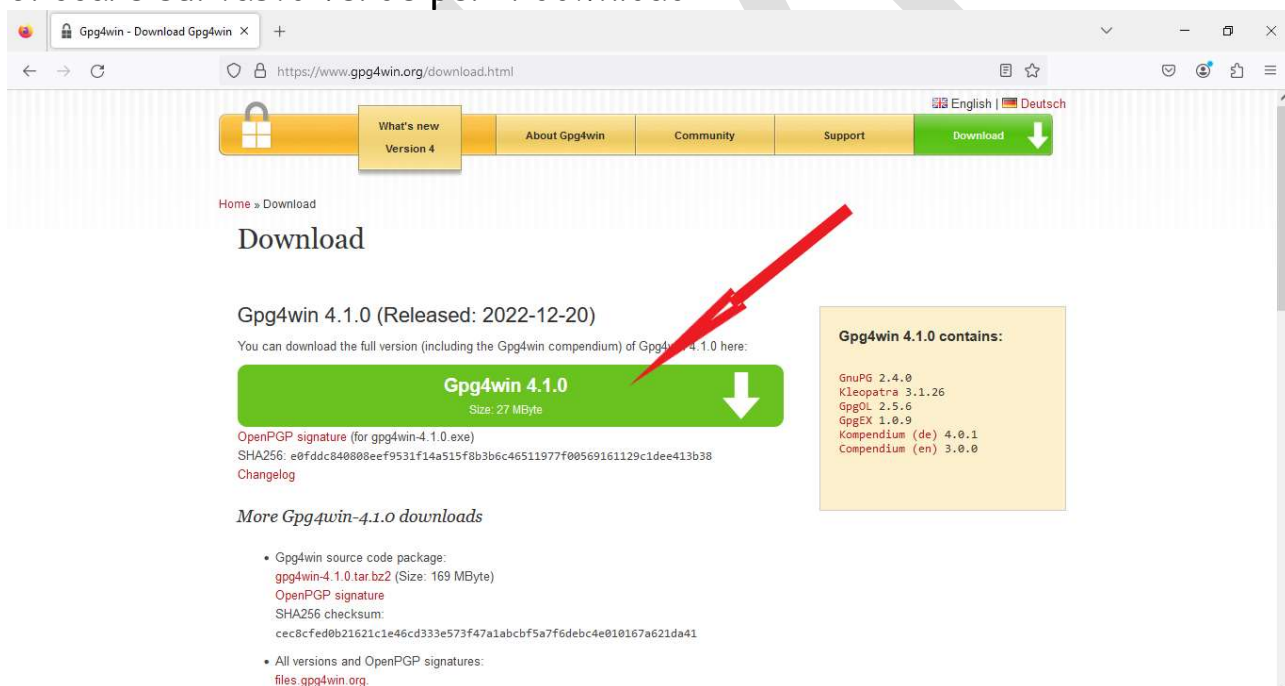 Gpg4win - Download Gpg4win
https://www.gpg4win.org/download.html
English | Deutsch
What's new
Version 4
About Gpg4win
Community
Support
Download
Home » Download
Download
Gpg4win 4.1.0 (Released: 2022-12-20)
You can download the full version (including the Gpg4win compendium) of Gpg4win 4.1.0 here:
Gpg4win 4.1.0
Size: 27 MByte
OpenPGP signature (for gpg4win-4.1.0.exe)
SHA256: e0fddc840808eef9531f14a515f8b3b6c46511977f00569161129c1dee413b38
Changelog
More Gpg4win-4.1.0 downloads
• Gpg4win source code package:
gpg4win-4.1.0.tar.bz2 (Size: 169 MByte)
OpenPGP signature
SHA256 checksum:
cec8cfed0b21621c1e46cd333e573f47a1abcbf5a7f6debc4e010167a621da41
• All versions and OpenPGP signatures:
files.gpg4win.org.
Gpg4win 4.1.0 contains:
GnuPG 2.4.0
Kleopatra 3.1.26
GpgOL 2.5.6
GpgEX 1.0.9
Kompendium (de) 4.0.1
Compendium (en) 3.0.0